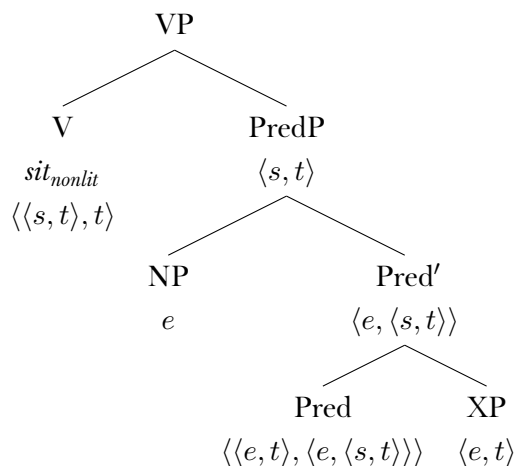 VP
V PredP
sit_nonlit ⟨s, t⟩
⟨⟨s, t⟩, t⟩
NP Pred′
e ⟨e, ⟨s, t⟩⟩
Pred XP
⟨⟨e, t⟩, ⟨e, ⟨s, t⟩⟩⟩ ⟨e, t⟩